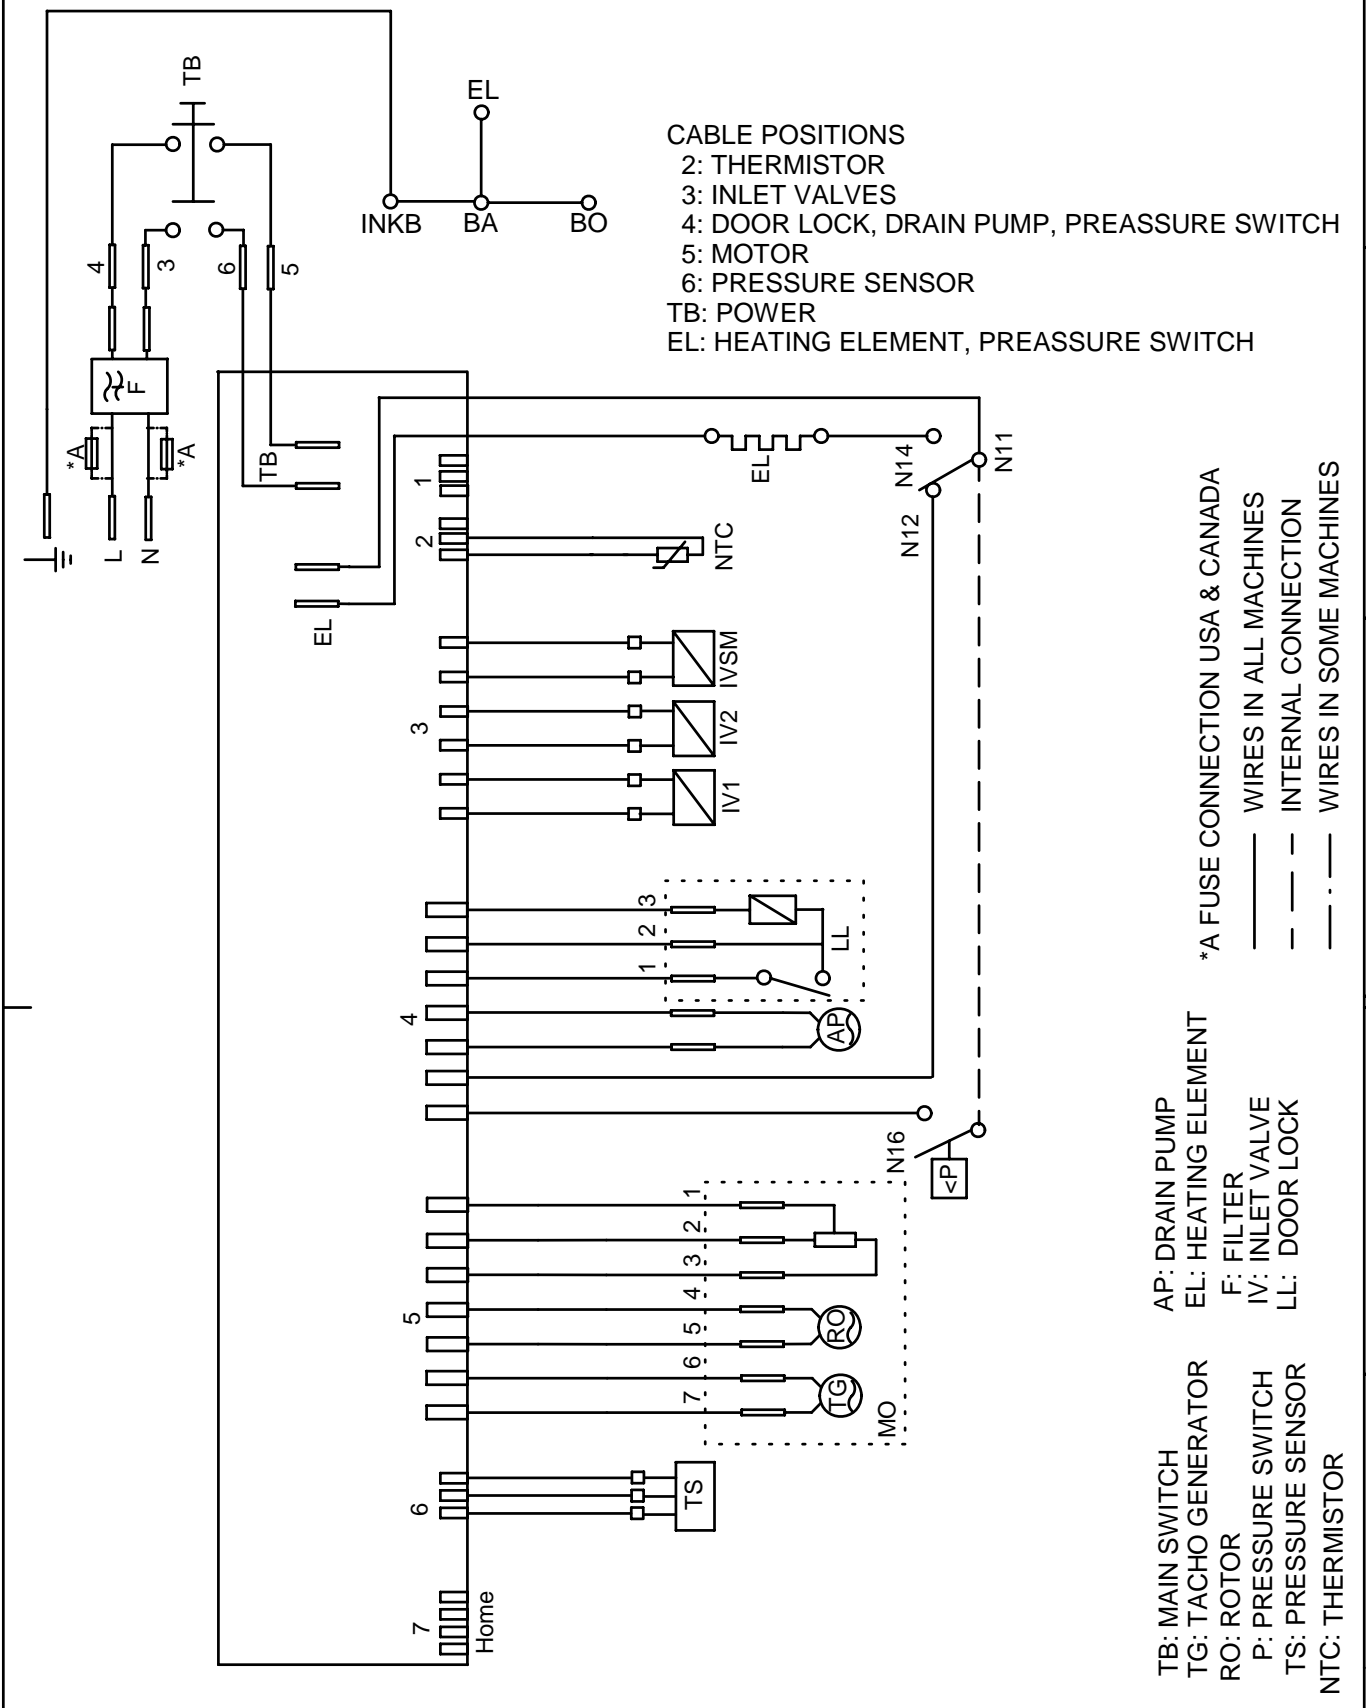 TB
EL
INKB
BA
BO
CABLE POSITIONS
2: THERMISTOR
3: INLET VALVES
4: DOOR LOCK, DRAIN PUMP, PREASSURE SWITCH
5: MOTOR
6: PRESSURE SENSOR
TB: POWER
EL: HEATING ELEMENT, PREASSURE SWITCH
4
3
6
5
F
*A
*A
L
N
TB
EL
1
2
3
4
5
6
7
Home
EL
N14
N11
N12
NTC
IVSM
IV2
IV1
3
2
1
LL
AP
N16
<P
1
2
3
4
5
6
7
RO
TG
MO
TS
*A FUSE CONNECTION USA & CANADA
WIRES IN ALL MACHINES
INTERNAL CONNECTION
WIRES IN SOME MACHINES
AP: DRAIN PUMP
EL: HEATING ELEMENT
F: FILTER
IV: INLET VALVE
LL: DOOR LOCK
TB: MAIN SWITCH
TG: TACHO GENERATOR
RO: ROTOR
P: PRESSURE SWITCH
TS: PRESSURE SENSOR
NTC: THERMISTOR